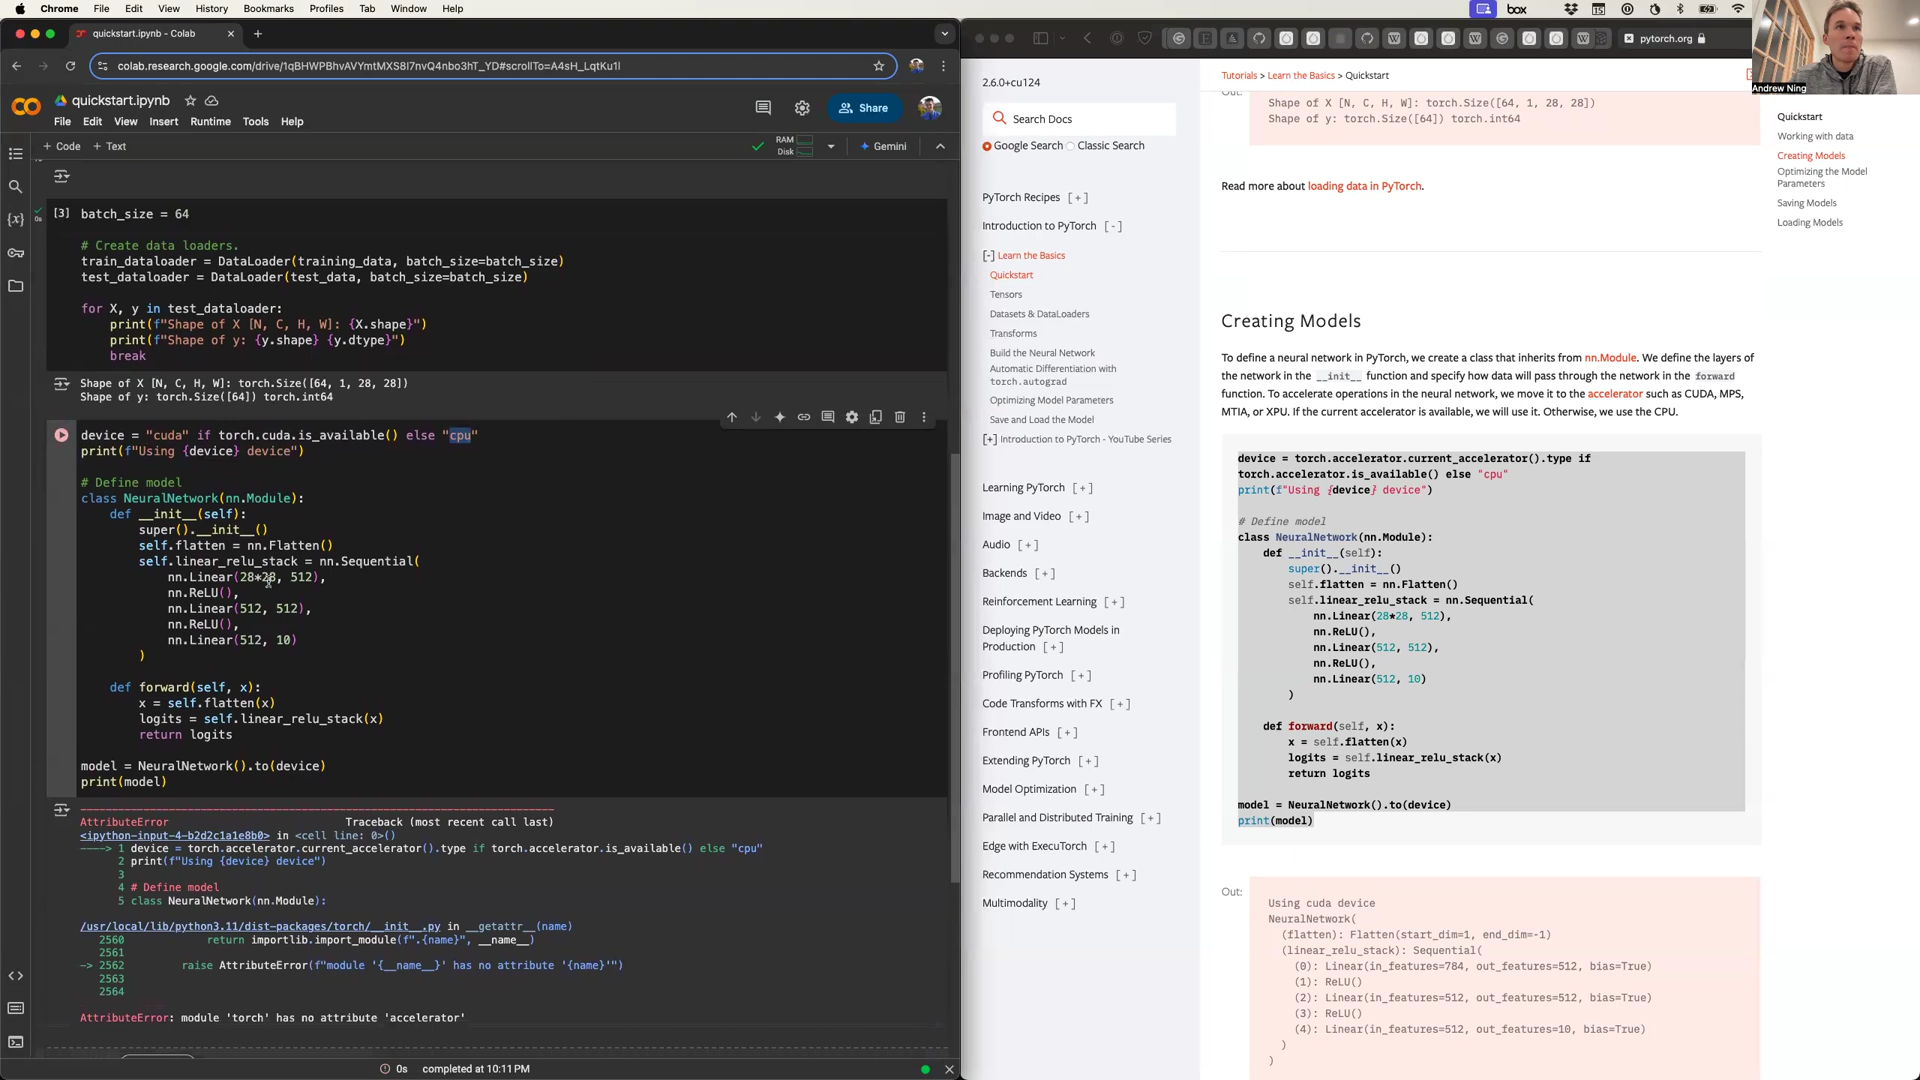 Chrome File Edit View History Bookmarks Profiles Tab Window Help
box
15
quickstart.ipynb - Colab
colab.research.google.com/drive/1qBHWPBhvAVYmtMXS8I7nvQ4nbo3hT_YD#scrollTo=A4sH_LqtKu1l
quickstart.ipynb
File Edit View Insert Runtime Tools Help
Share
+ Code + Text
RAM
Disk
Gemini
[3]
0s
batch_size = 64
# Create data loaders.
train_dataloader = DataLoader(training_data, batch_size=batch_size)
test_dataloader = DataLoader(test_data, batch_size=batch_size)
for X, y in test_dataloader:
print(f"Shape of X [N, C, H, W]: {X.shape}")
print(f"Shape of y: {y.shape} {y.dtype}")
break
Shape of X [N, C, H, W]: torch.Size([64, 1, 28, 28])
Shape of y: torch.Size([64]) torch.int64
device = "cuda" if torch.cuda.is_available() else "cpu"
print(f"Using {device} device")
# Define model
class NeuralNetwork(nn.Module):
def __init__(self):
super().__init__()
self.flatten = nn.Flatten()
self.linear_relu_stack = nn.Sequential(
nn.Linear(28*28, 512),
nn.ReLU(),
nn.Linear(512, 512),
nn.ReLU(),
nn.Linear(512, 10)
)
def forward(self, x):
x = self.flatten(x)
logits = self.linear_relu_stack(x)
return logits
model = NeuralNetwork().to(device)
print(model)
---------------------------------------------------------------------------
AttributeError Traceback (most recent call last)
<ipython-input-4-b2d2c1a1e8b0> in <cell line: 0>()
----> 1 device = torch.accelerator.current_accelerator().type if torch.accelerator.is_available() else "cpu"
2 print(f"Using {device} device")
3
4 # Define model
5 class NeuralNetwork(nn.Module):
/usr/local/lib/python3.11/dist-packages/torch/__init__.py in __getattr__(name)
2560 return importlib.import_module(f".{name}", __name__)
2561
-> 2562 raise AttributeError(f"module '{__name__}' has no attribute '{name}'")
2563
2564
AttributeError: module 'torch' has no attribute 'accelerator'
0s completed at 10:11 PM
pytorch.org
Andrew Ning
2.6.0+cu124
Search Docs
Google Search Classic Search
PyTorch Recipes [ + ]
Introduction to PyTorch [ - ]
[-] Learn the Basics
Quickstart
Tensors
Datasets & DataLoaders
Transforms
Build the Neural Network
Automatic Differentiation with
torch.autograd
Optimizing Model Parameters
Save and Load the Model
[+] Introduction to PyTorch - YouTube Series
Learning PyTorch [ + ]
Image and Video [ + ]
Audio [ + ]
Backends [ + ]
Reinforcement Learning [ + ]
Deploying PyTorch Models in
Production [ + ]
Profiling PyTorch [ + ]
Code Transforms with FX [ + ]
Frontend APIs [ + ]
Extending PyTorch [ + ]
Model Optimization [ + ]
Parallel and Distributed Training [ + ]
Edge with ExecuTorch [ + ]
Recommendation Systems [ + ]
Multimodality [ + ]
Tutorials > Learn the Basics > Quickstart
Out:
Shape of X [N, C, H, W]: torch.Size([64, 1, 28, 28])
Shape of y: torch.Size([64]) torch.int64
Read more about loading data in PyTorch.
Creating Models
To define a neural network in PyTorch, we create a class that inherits from nn.Module. We define the layers
of the network in the __init__ function and specify how data will pass through the network in the forward
function. To accelerate operations in the neural network, we move it to the accelerator such as CUDA, MPS,
MTIA, or XPU. If the current accelerator is available, we will use it. Otherwise, we use the CPU.
device = torch.accelerator.current_accelerator().type if
torch.accelerator.is_available() else "cpu"
print(f"Using {device} device")
# Define model
class NeuralNetwork(nn.Module):
def __init__(self):
super().__init__()
self.flatten = nn.Flatten()
self.linear_relu_stack = nn.Sequential(
nn.Linear(28*28, 512),
nn.ReLU(),
nn.Linear(512, 512),
nn.ReLU(),
nn.Linear(512, 10)
)
def forward(self, x):
x = self.flatten(x)
logits = self.linear_relu_stack(x)
return logits
model = NeuralNetwork().to(device)
print(model)
Out:
Using cuda device
NeuralNetwork(
(flatten): Flatten(start_dim=1, end_dim=-1)
(linear_relu_stack): Sequential(
(0): Linear(in_features=784, out_features=512, bias=True)
(1): ReLU()
(2): Linear(in_features=512, out_features=512, bias=True)
(3): ReLU()
(4): Linear(in_features=512, out_features=10, bias=True)
)
)
Quickstart
Working with data
Creating Models
Optimizing the Model
Parameters
Saving Models
Loading Models